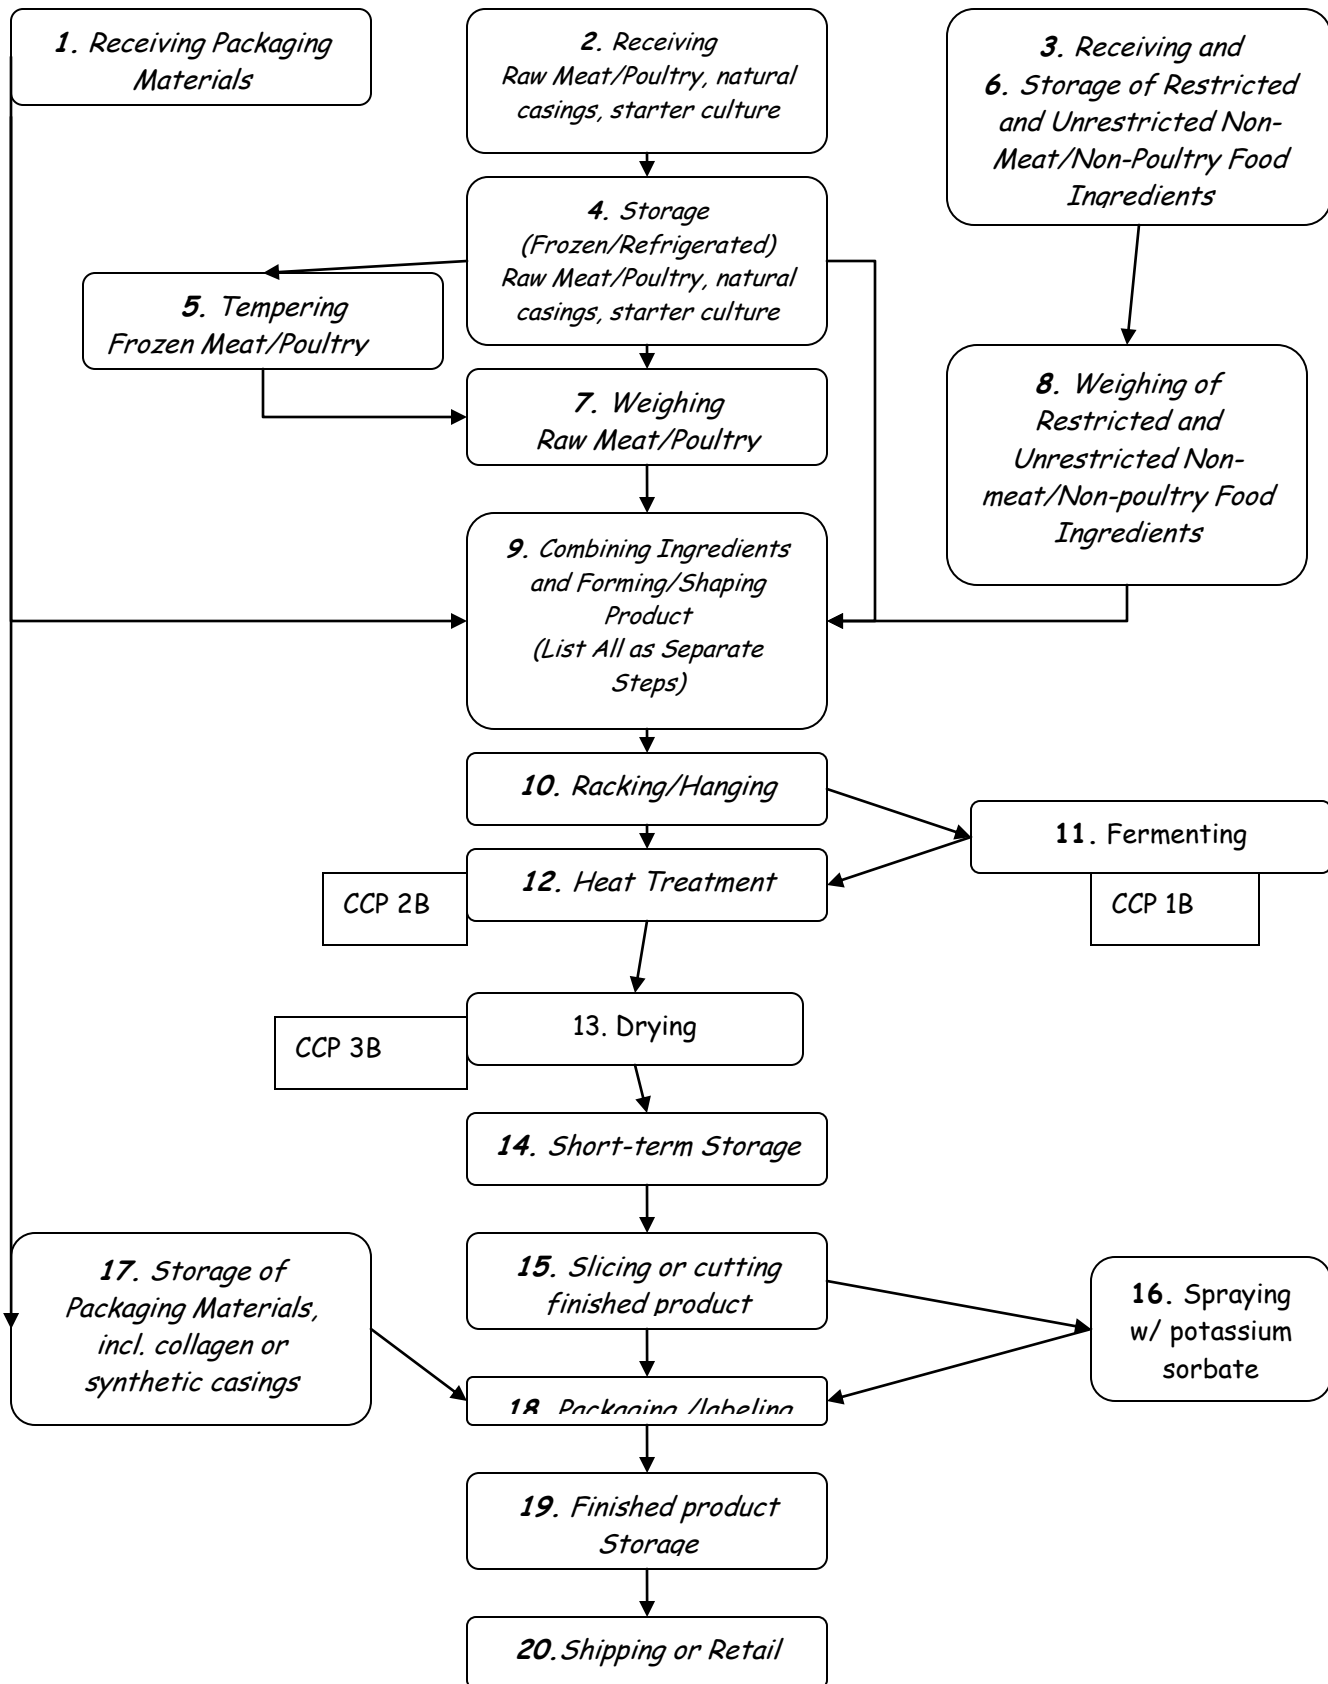 1. Receiving Packaging
Materials
2. Receiving
Raw Meat/Poultry, natural
casings, starter culture
3. Receiving and
6. Storage of Restricted
and Unrestricted Non-
Meat/Non-Poultry Food
Ingredients
4. Storage
(Frozen/Refrigerated)
Raw Meat/Poultry, natural
casings, starter culture
5. Tempering
Frozen Meat/Poultry
7. Weighing
Raw Meat/Poultry
8. Weighing of
Restricted and
Unrestricted Non-
meat/Non-poultry Food
Ingredients
9. Combining Ingredients
and Forming/Shaping
Product
(List All as Separate
Steps)
10. Racking/Hanging
11. Fermenting
CCP 1B
12. Heat Treatment
CCP 2B
13. Drying
CCP 3B
14. Short-term Storage
15. Slicing or cutting
finished product
16. Spraying
w/ potassium
sorbate
17. Storage of
Packaging Materials,
incl. collagen or
synthetic casings
18. Packaging /labeling
19. Finished product
Storage
20.Shipping or Retail